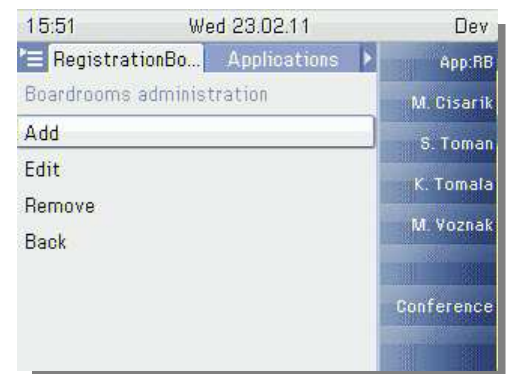 15:51 Wed 23.02.11 Dev
RegistrationBo... Applications
Boardrooms administration
Add
Edit
Remove
Back
App:RB
M. Cisarik
S. Toman
K. Tomala
M. Voznak
Conference